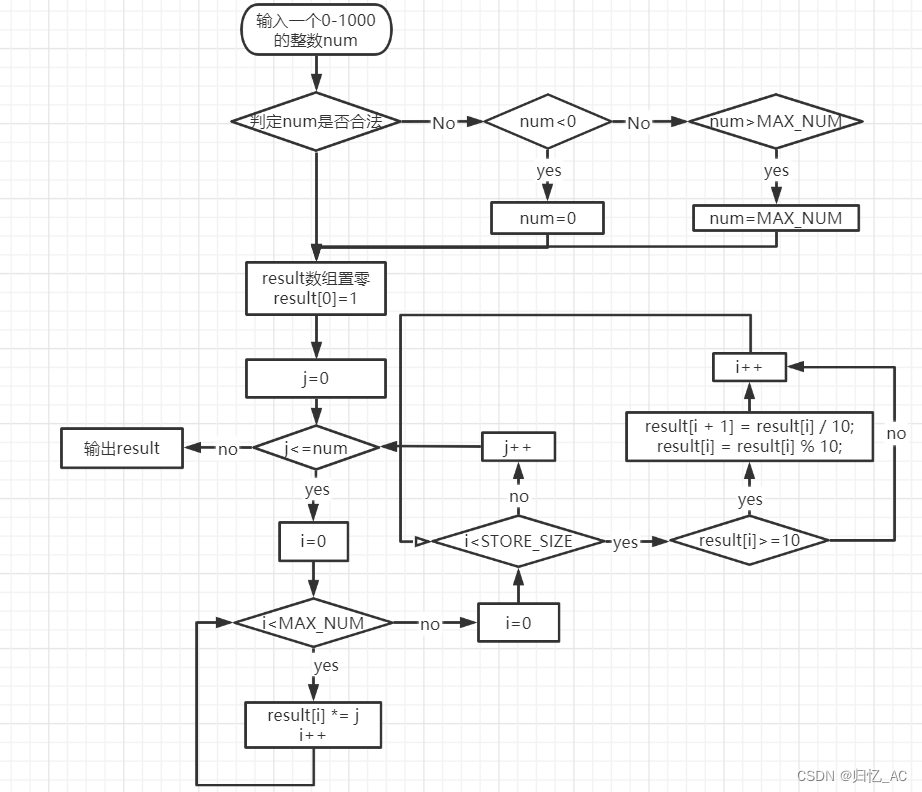 输入一个0-1000
的整数num
判定num是否合法
No
num<0
No
num>MAX_NUM
yes
yes
num=0
num=MAX_NUM
result数组置零
result[0]=1
j=0
i++
result[i + 1] = result[i] / 10;
result[i] = result[i] % 10;
no
输出result
no
j<=num
j++
yes
no
yes
i=0
i<STORE_SIZE
yes
result[i]>=10
i<MAX_NUM
no
i=0
yes
result[i] *= j
i++
CSDN @归忆_AC